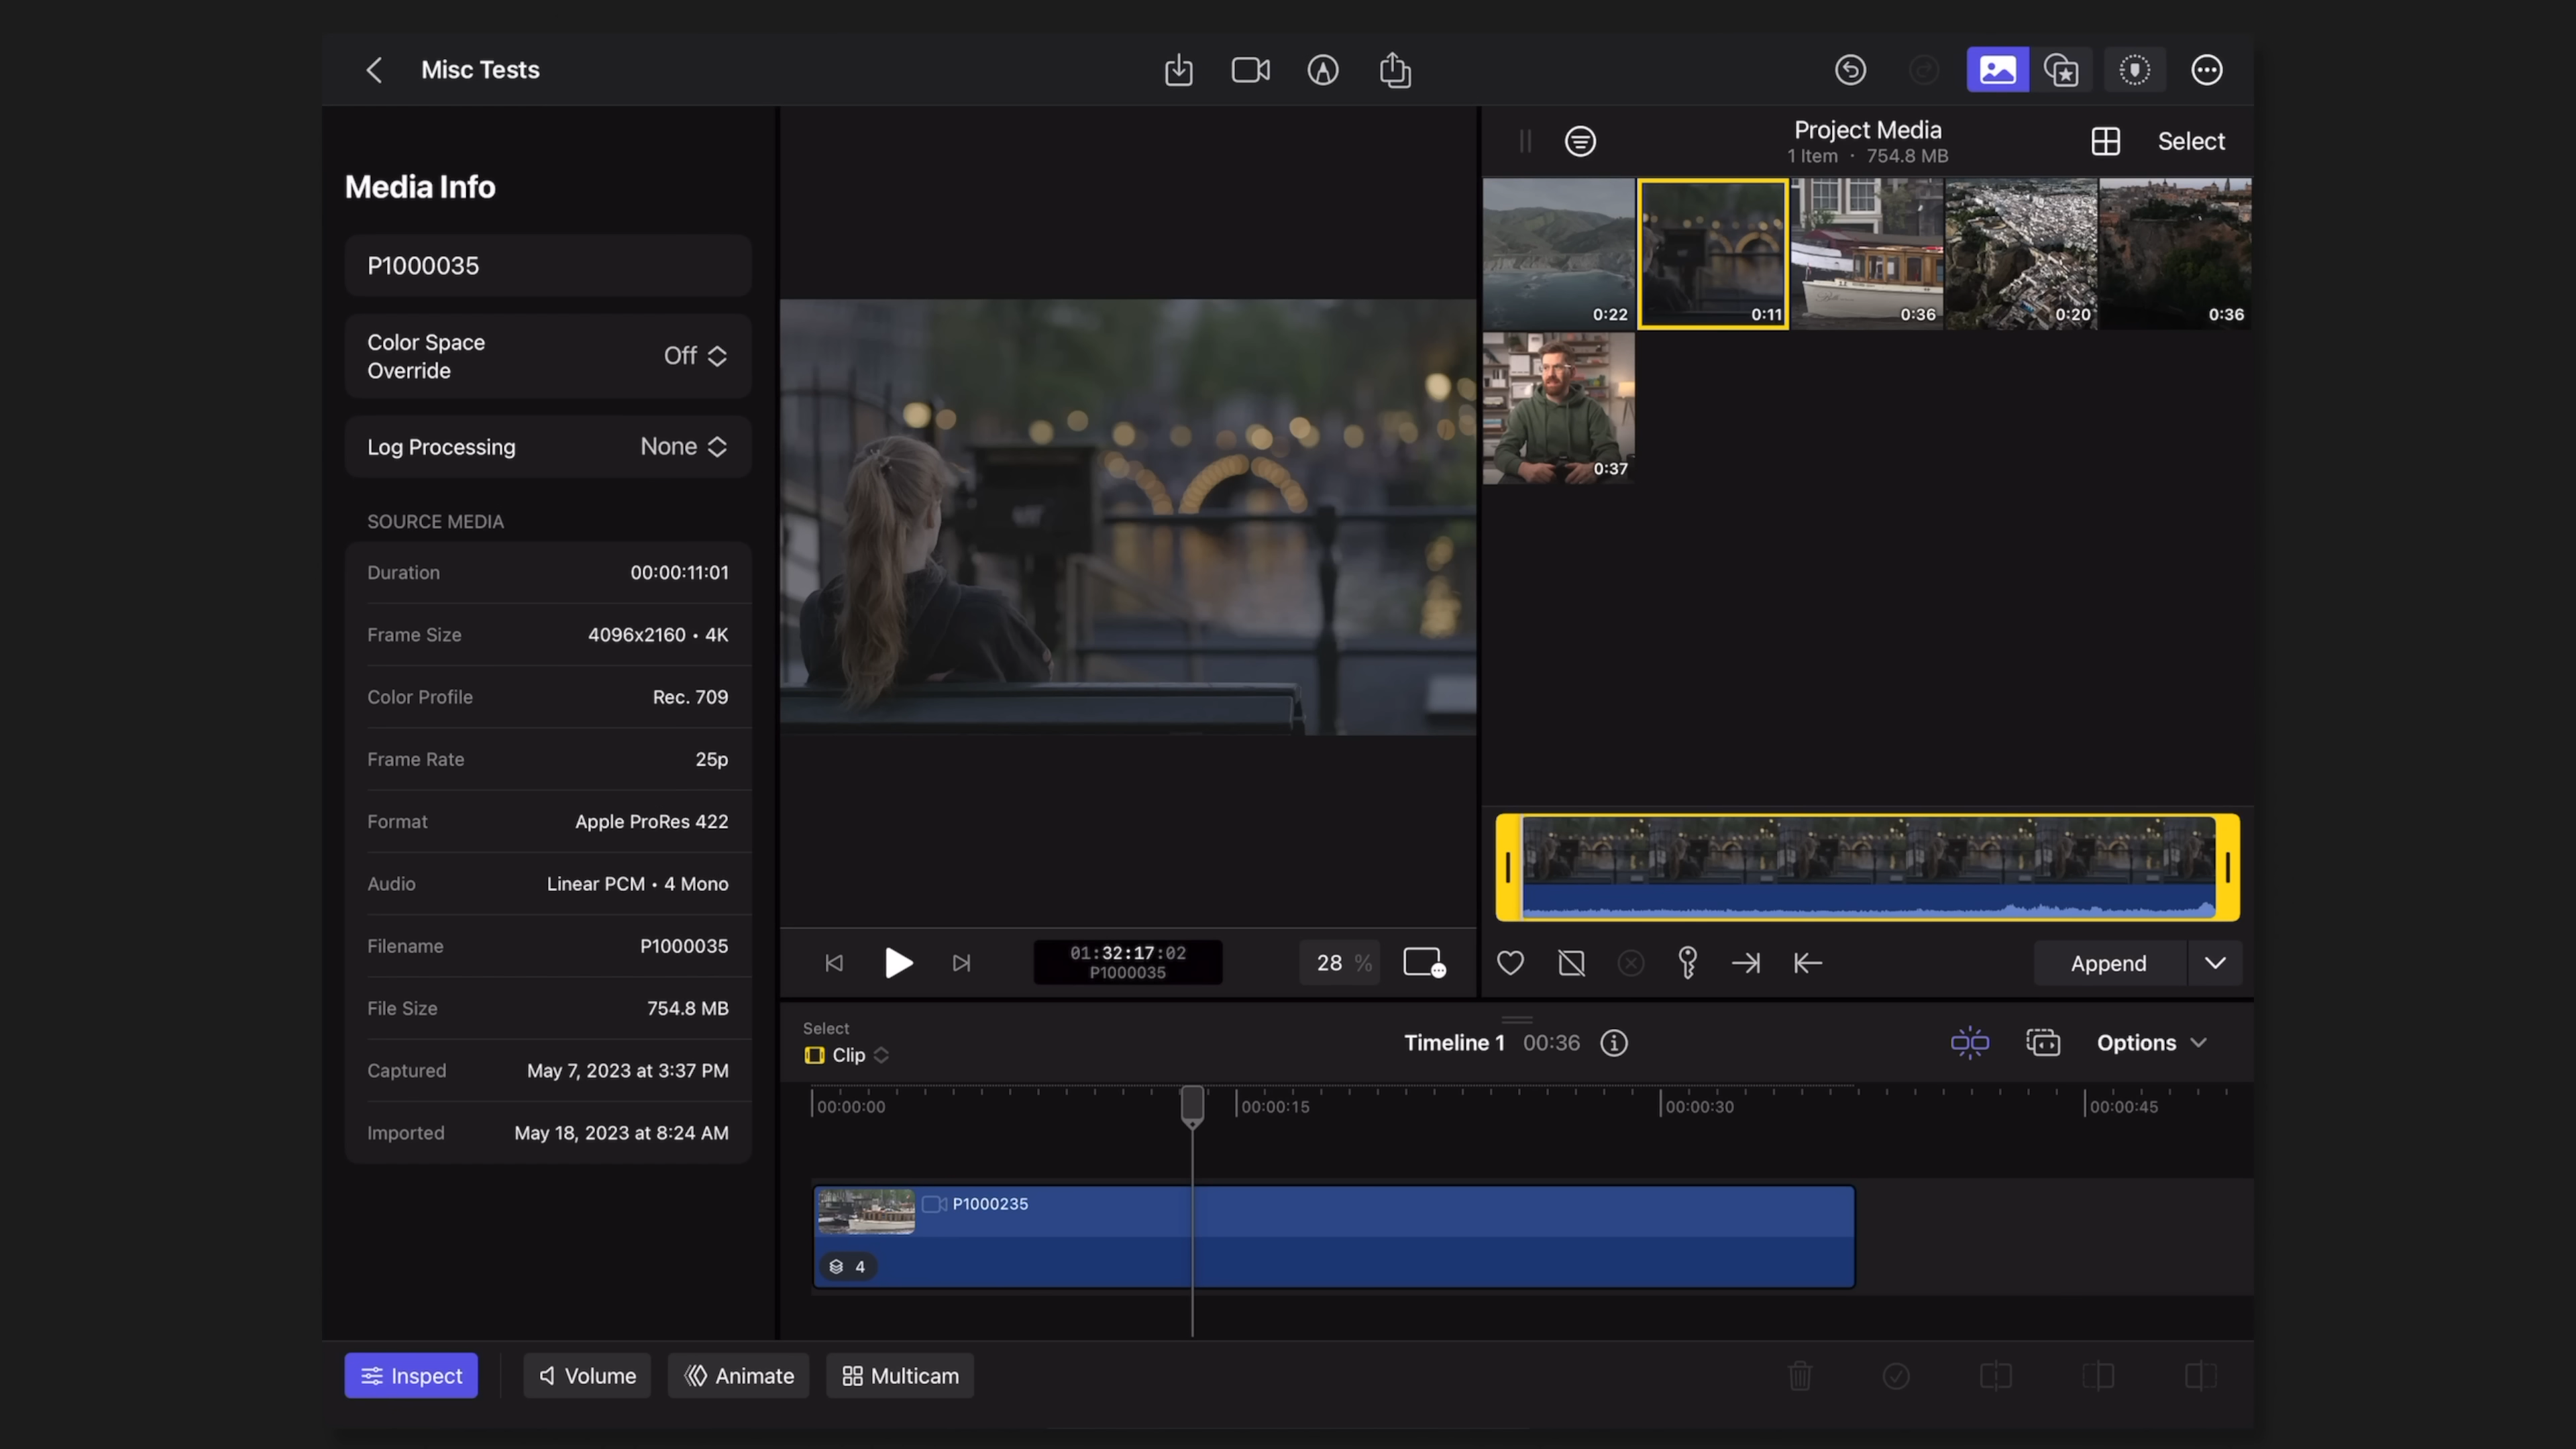 Misc Tests
Media Info
P1000035
Color Space
Override
Off
Log Processing
None
SOURCE MEDIA
Duration
00:00:11:01
Frame Size
4096x2160 • 4K
Color Profile
Rec. 709
Frame Rate
25p
Format
Apple ProRes 422
Audio
Linear PCM • 4 Mono
Filename
P1000035
File Size
754.8 MB
Captured
May 7, 2023 at 3:37 PM
Imported
May 18, 2023 at 8:24 AM
Project Media
1 Item · 754.8 MB
Select
0:22
0:11
0:36
0:20
0:36
0:37
01:32:17:02
P1000035
28 %
Append
Select
Clip
Timeline 1 00:36
Options
00:00:00
00:00:15
00:00:30
00:00:45
P1000235
4
Inspect
Volume
Animate
Multicam